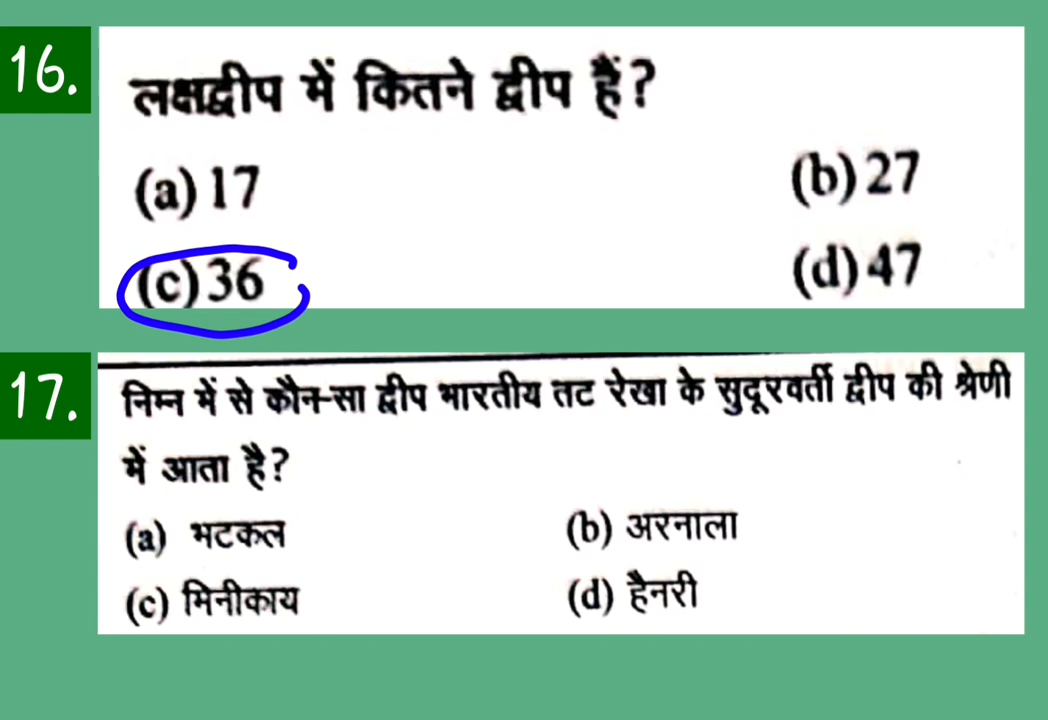 16.
लक्षद्वीप में कितने द्वीप हैं?
(a) 17 (b) 27
(c) 36 (d) 47
17.
निम्न में से कौन-सा द्वीप भारतीय तट रेखा के सुदूरवर्ती द्वीप की श्रेणी
में आता है?
(a) भटकल (b) अरनाला
(c) मिनीकाय (d) हैनरी